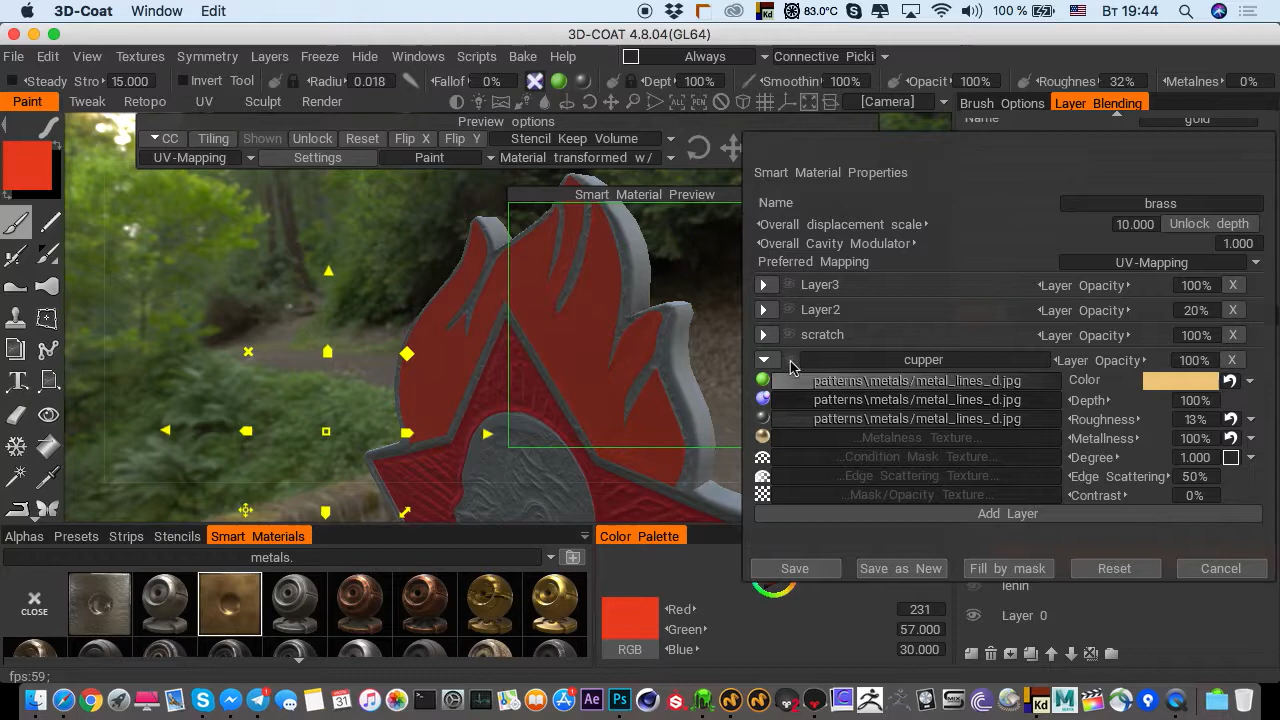 3D-Coat Window Edit 83.0°C 100 % Вт 19:44
3D-COAT 4.8.04(GL64)
File Edit View Textures Symmetry Layers Freeze Hide Windows Scripts Bake Help Always Connective Picki
Steady Stro 15.000 Invert Tool Radiu 0.018 Fallof 0% Dept 100% Smoothin 100% Opacit 100% Roughnes 32% Metalnes 0%
Paint Tweak Retopo UV Sculpt Render [Camera] Brush Options Layer Blending
Preview options
Name gold
CC Tiling Shown Unlock Reset Flip X Flip Y Stencil Keep Volume
UV-Mapping Settings Paint Material transformed w/
Smart Material Preview
Smart Material Properties
Name brass
Overall displacement scale 10.000 Unlock depth
Overall Cavity Modulator 1.000
Preferred Mapping UV-Mapping
Layer3 Layer Opacity 100% X
Layer2 Layer Opacity 20% X
scratch Layer Opacity 100% X
cupper Layer Opacity 100% X
patterns\metals/metal_lines_d.jpg Color
patterns\metals/metal_lines_d.jpg Depth 100%
patterns\metals/metal_lines_d.jpg Roughness 13%
...Metalness Texture... Metallness 100%
...Condition Mask Texture... Degree 1.000
...Edge Scattering Texture... Edge Scattering 50%
...Mask/Opacity Texture... Contrast 0%
Add Layer
Save Save as New Fill by mask Reset Cancel
Alphas Presets Strips Stencils Smart Materials Color Palette
metals.
CLOSE
Red 231
Green 57.000
RGB Blue 30.000
lenin
Layer 0
fps:59;